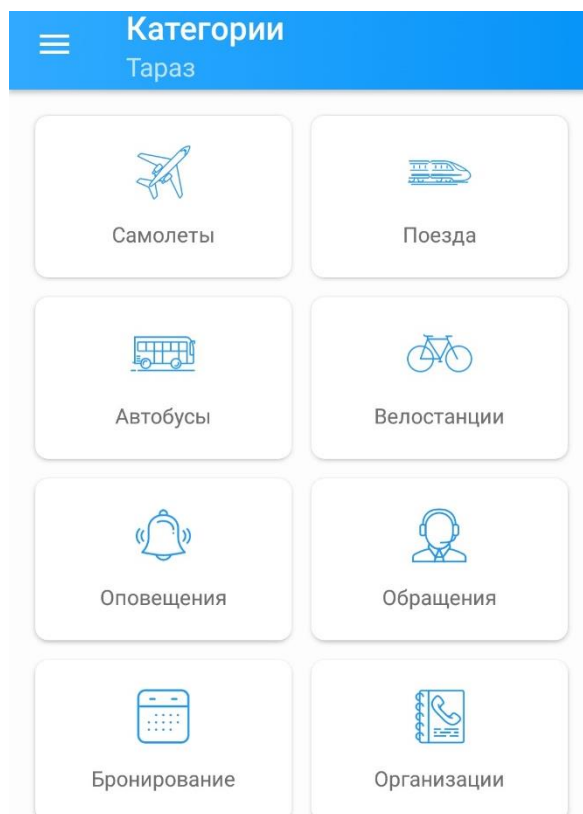 Категории
Тараз
Самолеты
Поезда
Автобусы
Велостанции
Оповещения
Обращения
Бронирование
Организации